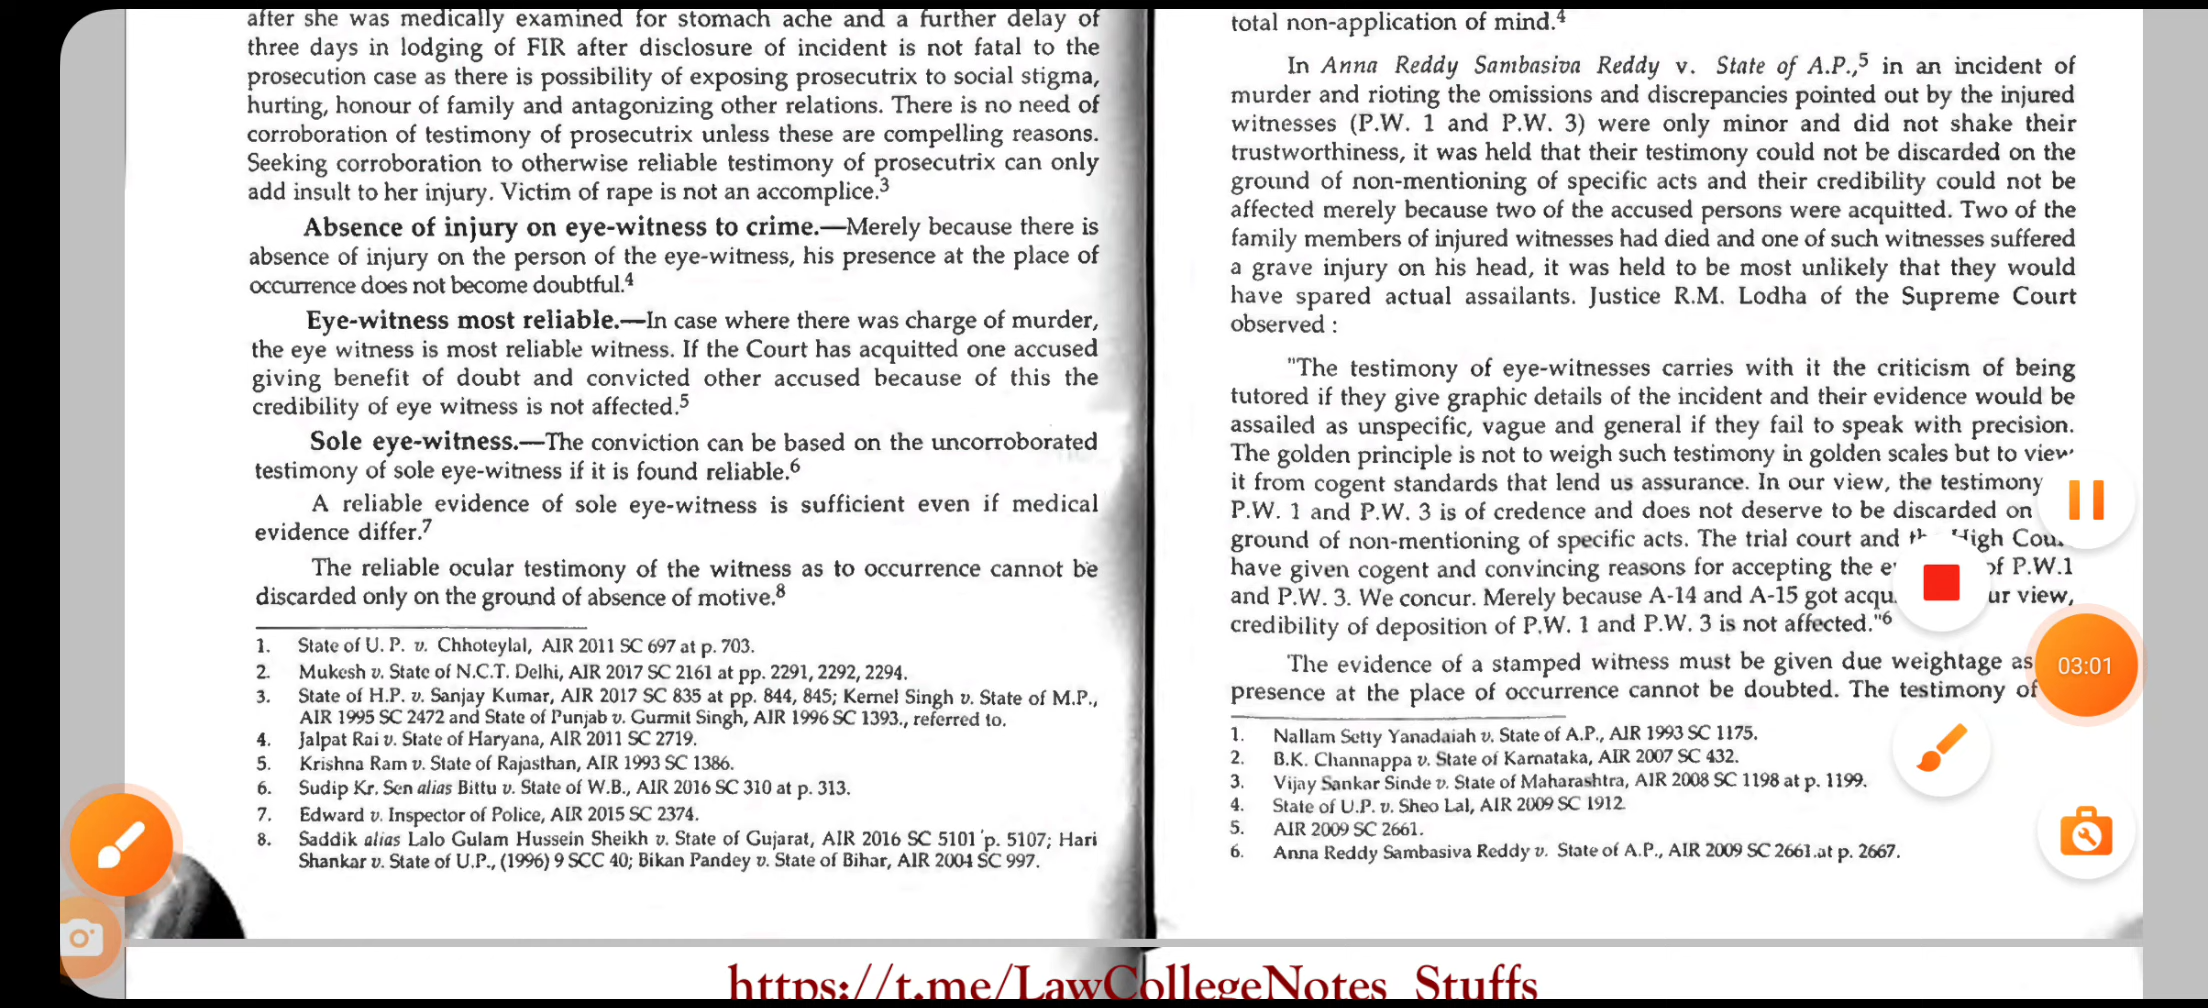 after she was medically examined for stomach ache and a further delay of
three days in lodging of FIR after disclosure of incident is not fatal to the
prosecution case as there is possibility of exposing prosecutrix to social stigma,
hurting, honour of family and antagonizing other relations. There is no need of
corroboration of testimony of prosecutrix unless these are compelling reasons.
Seeking corroboration to otherwise reliable testimony of prosecutrix can only
add insult to her injury. Victim of rape is not an accomplice.3
Absence of injury on eye-witness to crime.—Merely because there is
absence of injury on the person of the eye-witness, his presence at the place of
occurrence does not become doubtful.4
Eye-witness most reliable.—In case where there was charge of murder,
the eye witness is most reliable witness. If the Court has acquitted one accused
giving benefit of doubt and convicted other accused because of this the
credibility of eye witness is not affected.5
Sole eye-witness.—The conviction can be based on the uncorroborated
testimony of sole eye-witness if it is found reliable.6
A reliable evidence of sole eye-witness is sufficient even if medical
evidence differ.7
The reliable ocular testimony of the witness as to occurrence cannot be
discarded only on the ground of absence of motive.8
1. State of U. P. v. Chhoteylal, AIR 2011 SC 697 at p. 703.
2. Mukesh v. State of N.C.T. Delhi, AIR 2017 SC 2161 at pp. 2291, 2292, 2294.
3. State of H.P. v. Sanjay Kumar, AIR 2017 SC 835 at pp. 844, 845; Kernel Singh v. State of M.P.,
AIR 1995 SC 2472 and State of Punjab v. Gurmit Singh, AIR 1996 SC 1393., referred to.
4. Jalpat Rai v. State of Haryana, AIR 2011 SC 2719.
5. Krishna Ram v. State of Rajasthan, AIR 1993 SC 1386.
6. Sudip Kr. Sen alias Bittu v. State of W.B., AIR 2016 SC 310 at p. 313.
7. Edward v. Inspector of Police, AIR 2015 SC 2374.
8. Saddik alias Lalo Gulam Hussein Sheikh v. State of Gujarat, AIR 2016 SC 5101 p. 5107; Hari
Shankar v. State of U.P., (1996) 9 SCC 40; Bikan Pandey v. State of Bihar, AIR 2004 SC 997.
total non-application of mind.4
In Anna Reddy Sambasiva Reddy v. State of A.P.,5 in an incident of
murder and rioting the omissions and discrepancies pointed out by the injured
witnesses (P.W. 1 and P.W. 3) were only minor and did not shake their
trustworthiness, it was held that their testimony could not be discarded on the
ground of non-mentioning of specific acts and their credibility could not be
affected merely because two of the accused persons were acquitted. Two of the
family members of injured witnesses had died and one of such witnesses suffered
a grave injury on his head, it was held to be most unlikely that they would
have spared actual assailants. Justice R.M. Lodha of the Supreme Court
observed :
"The testimony of eye-witnesses carries with it the criticism of being
tutored if they give graphic details of the incident and their evidence would be
assailed as unspecific, vague and general if they fail to speak with precision.
The golden principle is not to weigh such testimony in golden scales but to view
it from cogent standards that lend us assurance. In our view, the testimony
P.W. 1 and P.W. 3 is of credence and does not deserve to be discarded on
ground of non-mentioning of specific acts. The trial court and High
have given cogent and convincing reasons for accepting the of P.W.1
and P.W. 3. We concur. Merely because A-14 and A-15 got view,
credibility of deposition of P.W. 1 and P.W. 3 is not affected."6
The evidence of a stamped witness must be given due weightage as
presence at the place of occurrence cannot be doubted. The testimony of
03:01
1. Nallam Setty Yanadaiah v. State of A.P., AIR 1993 SC 1175.
2. B.K. Channappa v. State of Karnataka, AIR 2007 SC 432.
3. Vijay Sankar Sinde v. State of Maharashtra, AIR 2008 SC 1198 at p. 1199.
4. State of U.P. v. Sheo Lal, AIR 2009 SC 1912
5. AIR 2009 SC 2661.
6. Anna Reddy Sambasiva Reddy v. State of A.P., AIR 2009 SC 2661.at p. 2667.
https://t.me/LawCollegeNotes_Stuffs